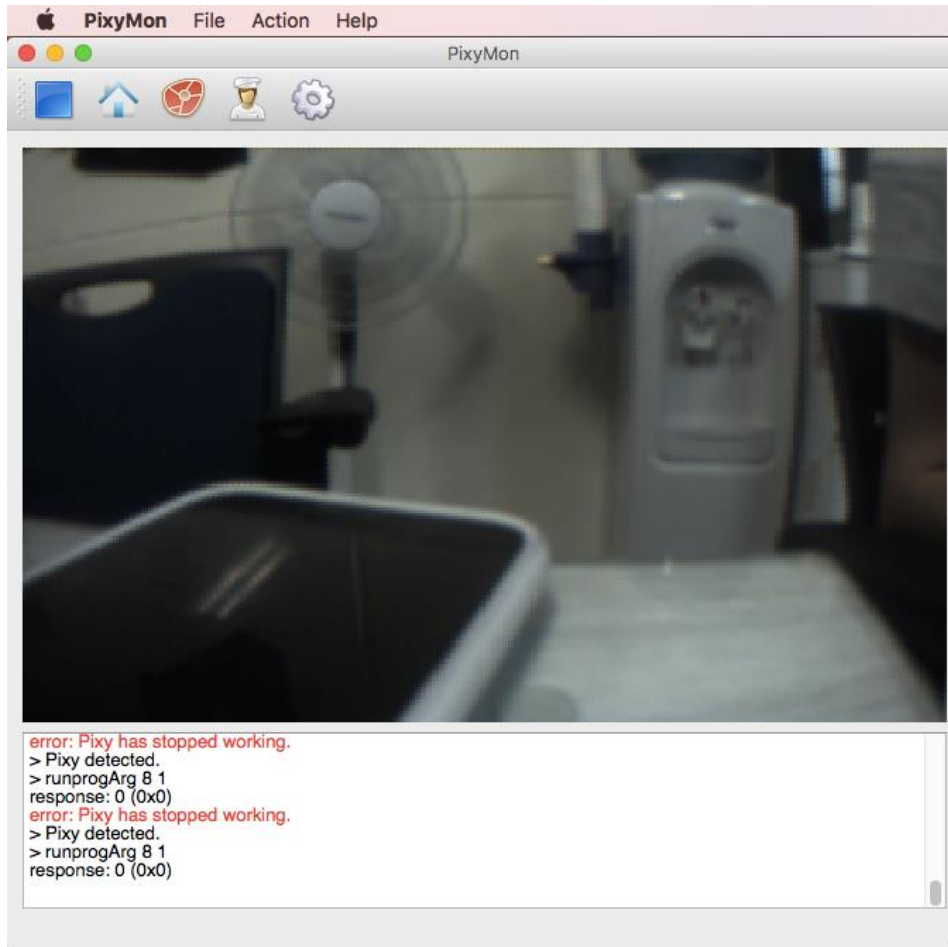 PixyMon File Action Help
PixyMon
error: Pixy has stopped working.
> Pixy detected.
> runprogArg 8 1
response: 0 (0x0)
error: Pixy has stopped working.
> Pixy detected.
> runprogArg 8 1
response: 0 (0x0)